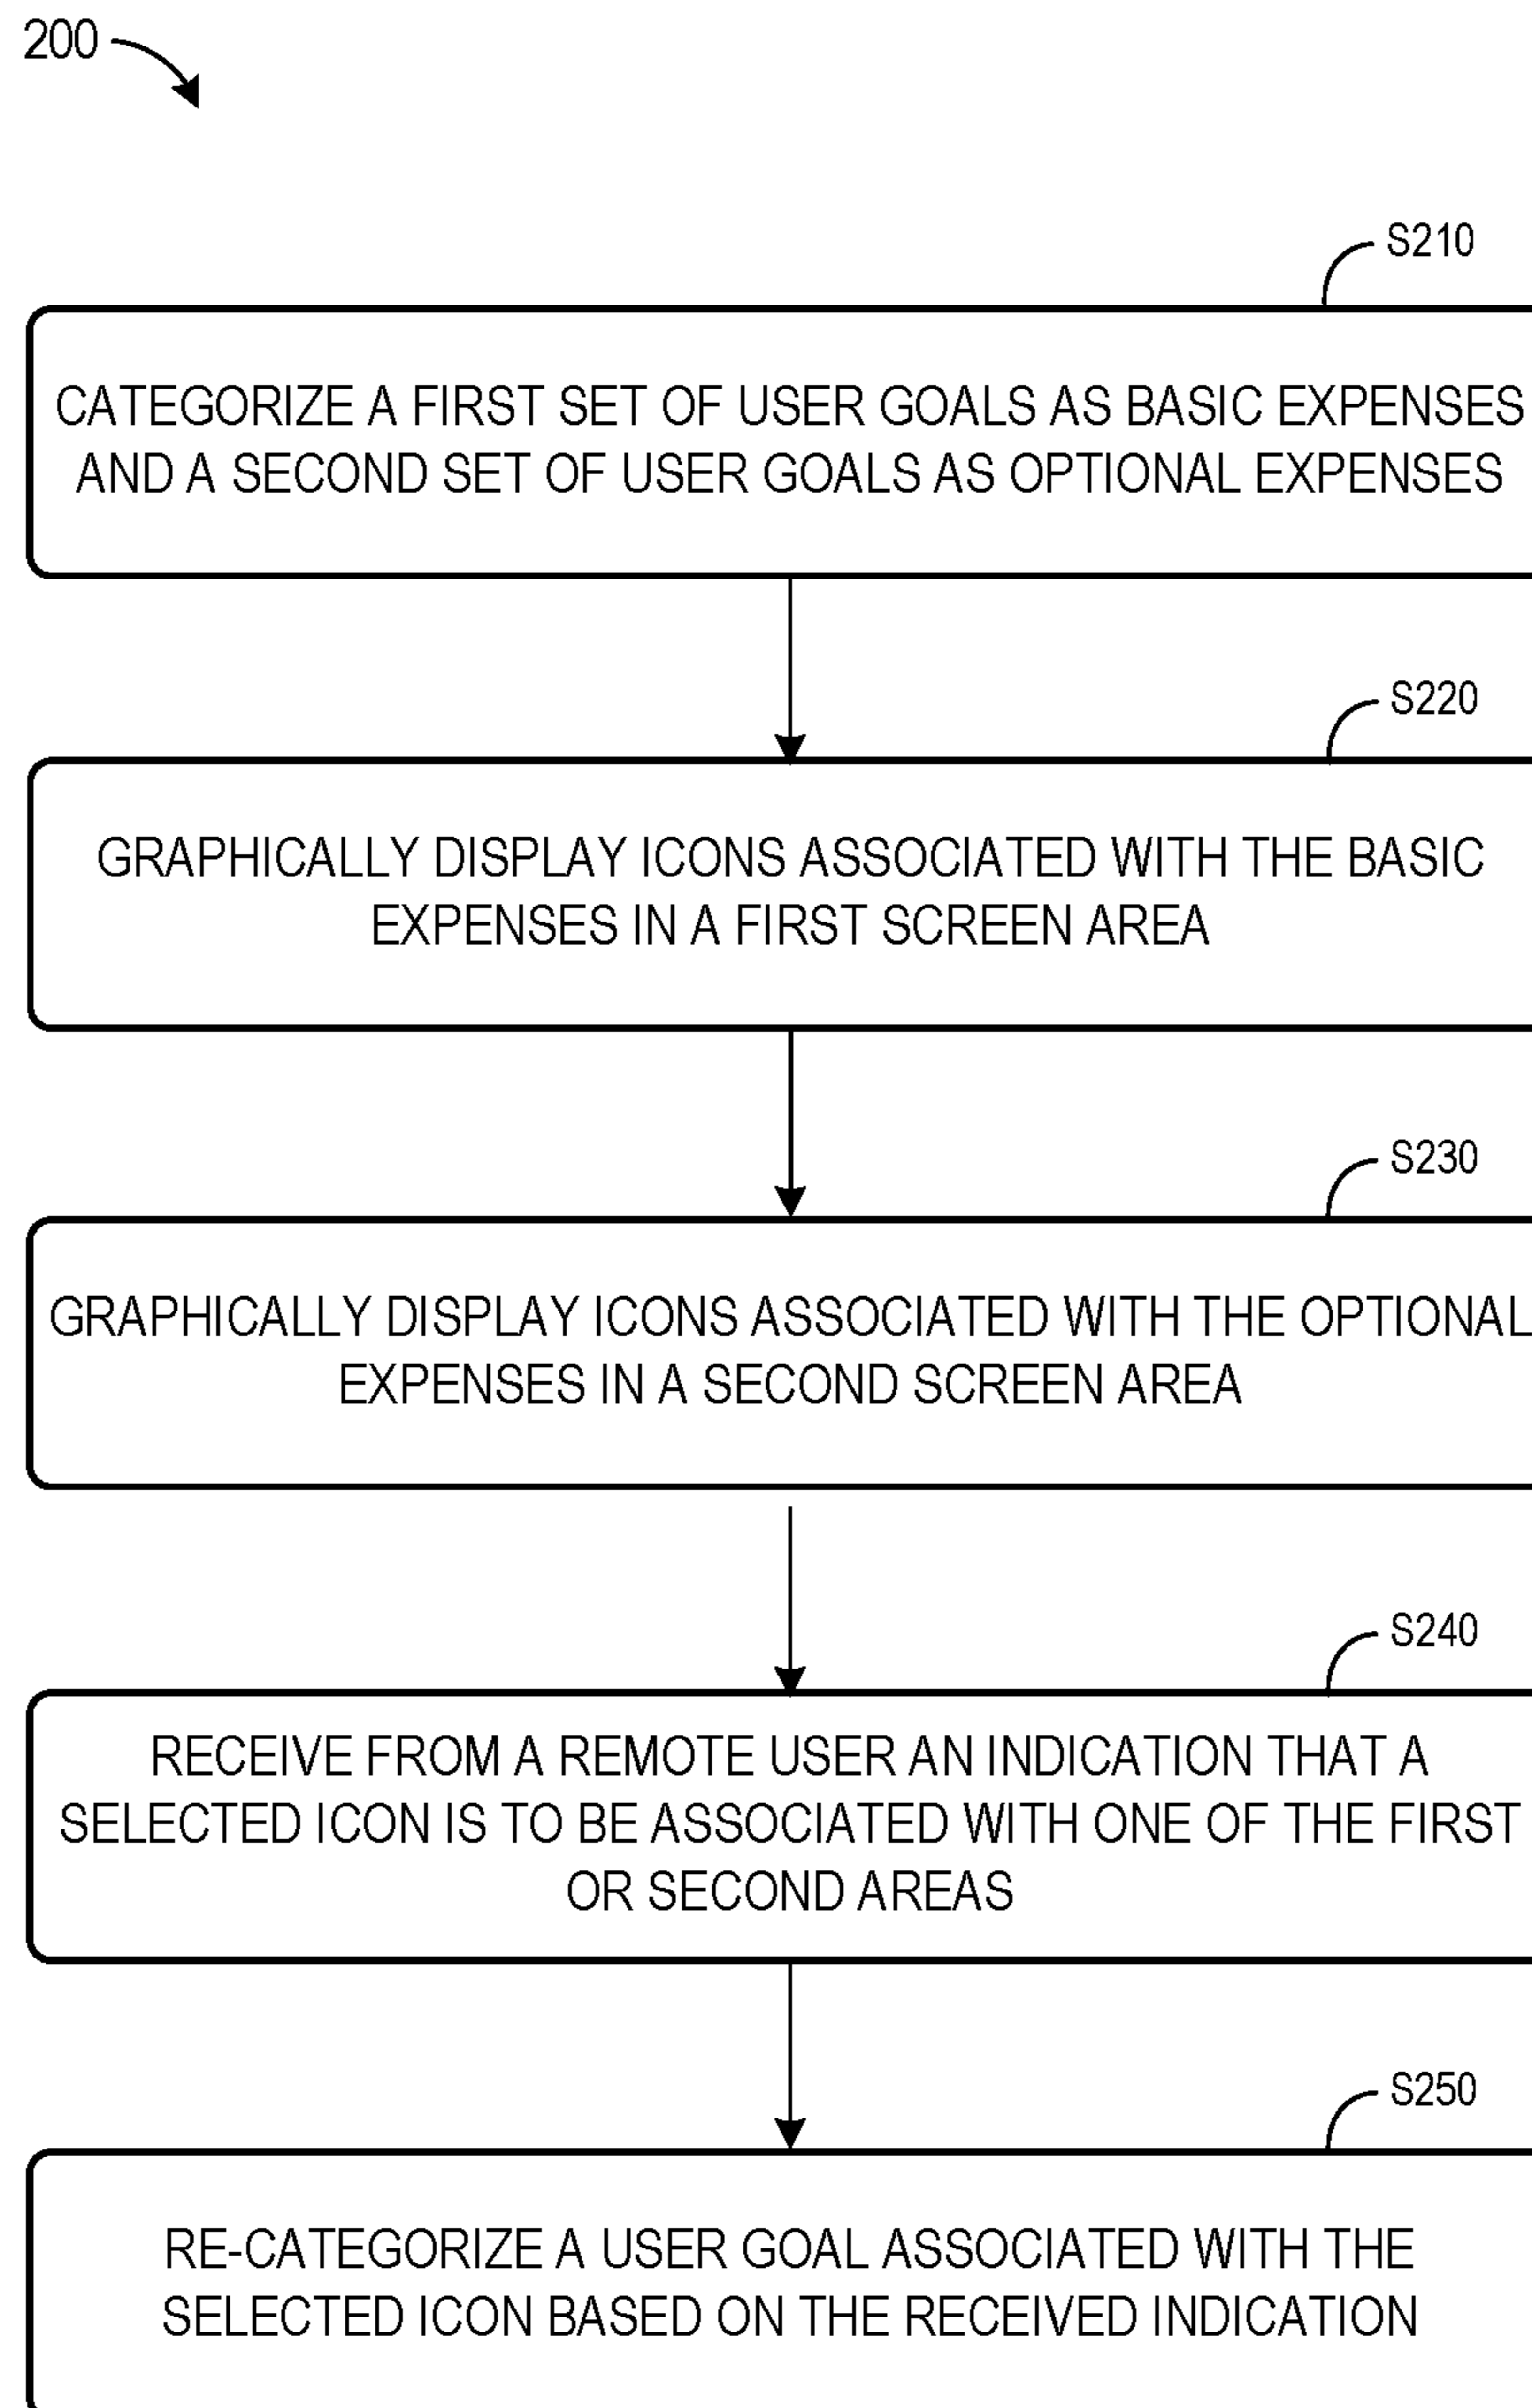 200
S210
CATEGORIZE A FIRST SET OF USER GOALS AS BASIC EXPENSES
AND A SECOND SET OF USER GOALS AS OPTIONAL EXPENSES
S220
GRAPHICALLY DISPLAY ICONS ASSOCIATED WITH THE BASIC
EXPENSES IN A FIRST SCREEN AREA
S230
GRAPHICALLY DISPLAY ICONS ASSOCIATED WITH THE OPTIONAL
EXPENSES IN A SECOND SCREEN AREA
S240
RECEIVE FROM A REMOTE USER AN INDICATION THAT A
SELECTED ICON IS TO BE ASSOCIATED WITH ONE OF THE FIRST
OR SECOND AREAS
S250
RE-CATEGORIZE A USER GOAL ASSOCIATED WITH THE
SELECTED ICON BASED ON THE RECEIVED INDICATION